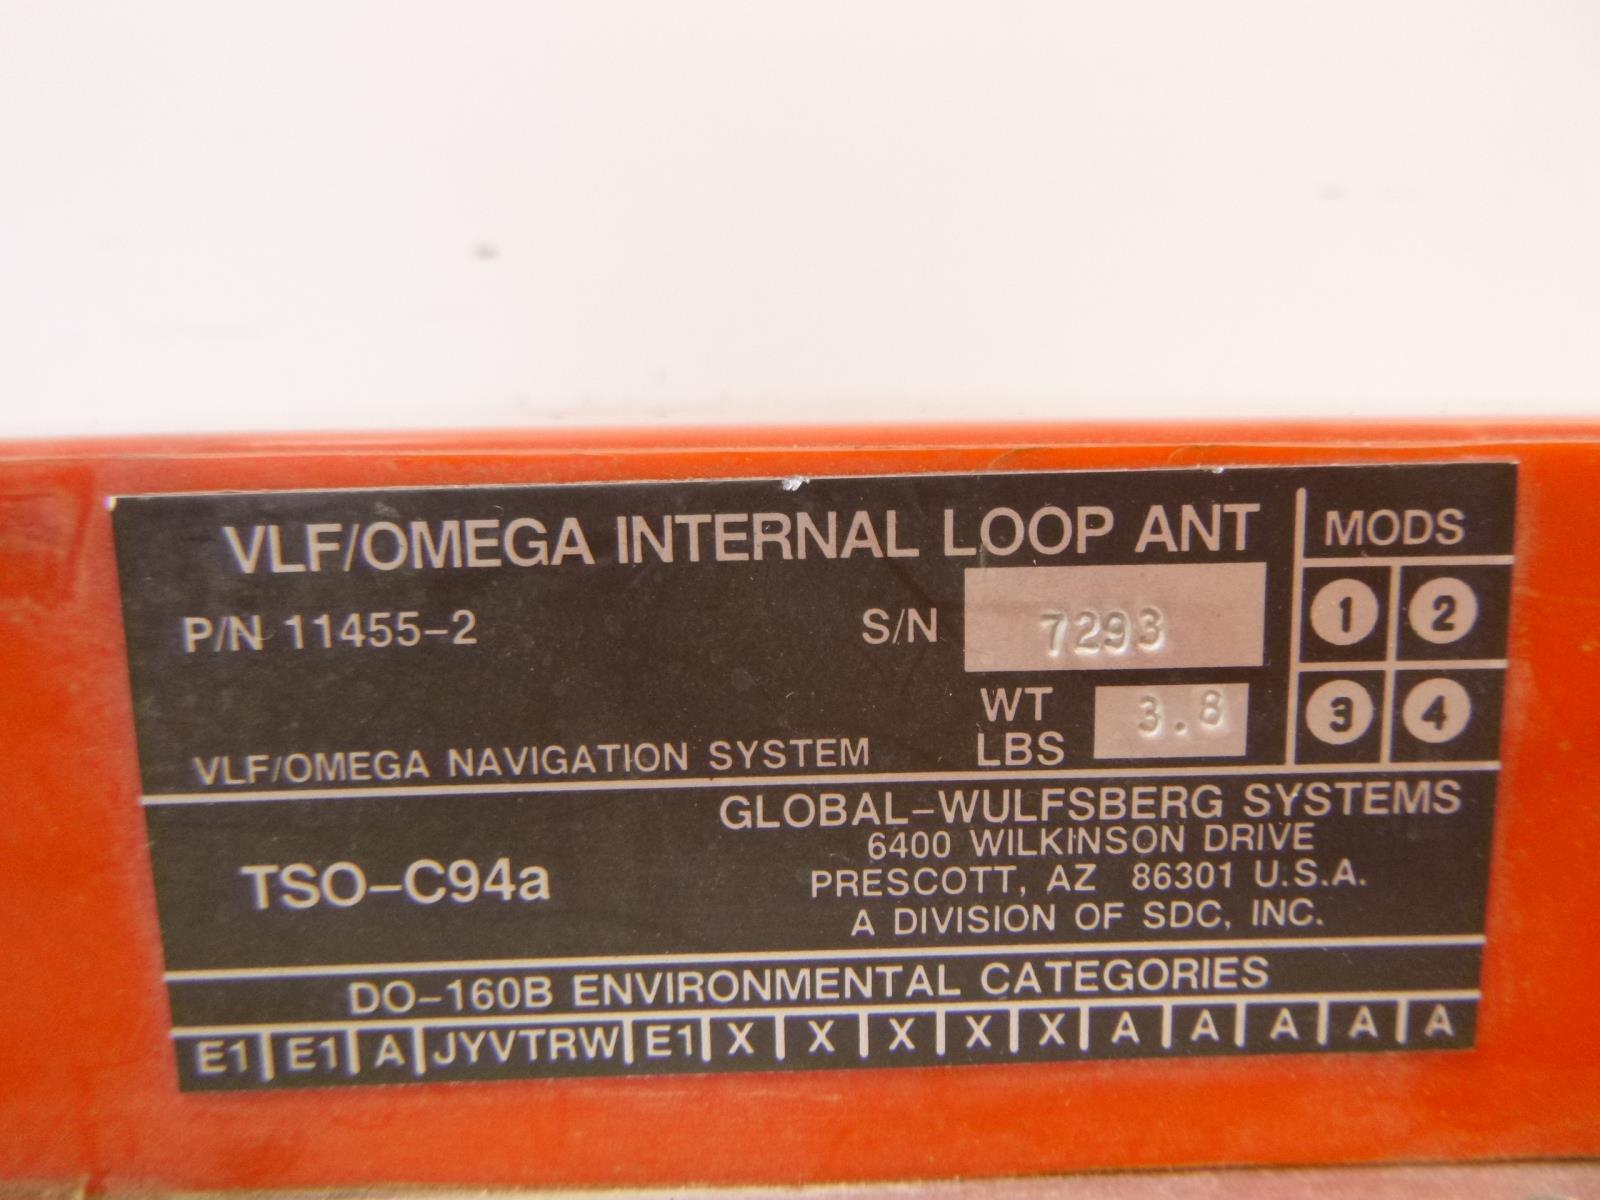 VLF/OMEGA INTERNAL LOOP ANT
MODS
P/N 11455-2
S/N 7293
1 2
WT LBS 3.8
3 4
VLF/OMEGA NAVIGATION SYSTEM
GLOBAL-WULFSBERG SYSTEMS
6400 WILKINSON DRIVE
TSO-C94a
PRESCOTT, AZ 86301 U.S.A.
A DIVISION OF SDC, INC.
DO-160B ENVIRONMENTAL CATEGORIES
E1 E1 A JYVTRW E1 X X X X X A A A A A